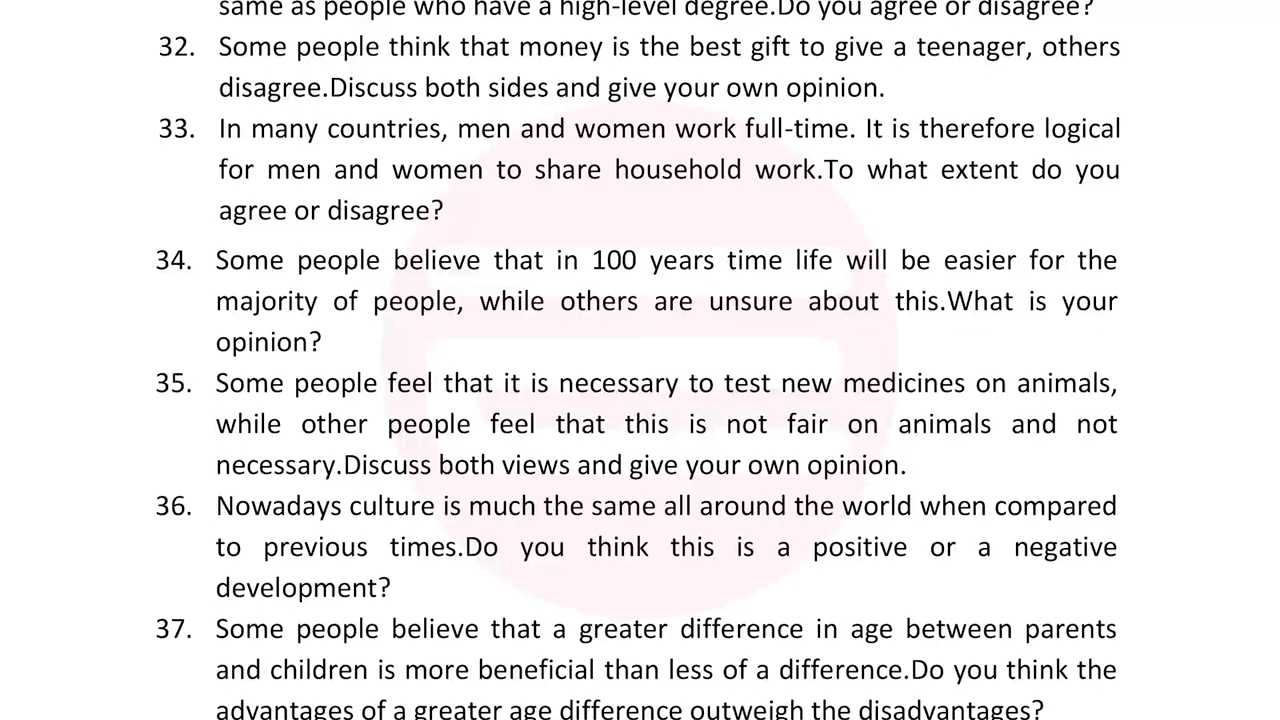 same as people who have a high-level degree.Do you agree or disagree?
32. Some people think that money is the best gift to give a teenager, others
disagree.Discuss both sides and give your own opinion.
33. In many countries, men and women work full-time. It is therefore logical
for men and women to share household work.To what extent do you
agree or disagree?
34. Some people believe that in 100 years time life will be easier for the
majority of people, while others are unsure about this.What is your
opinion?
35. Some people feel that it is necessary to test new medicines on animals,
while other people feel that this is not fair on animals and not
necessary.Discuss both views and give your own opinion.
36. Nowadays culture is much the same all around the world when compared
to previous times.Do you think this is a positive or a negative
development?
37. Some people believe that a greater difference in age between parents
and children is more beneficial than less of a difference.Do you think the
advantages of a greater age difference outweigh the disadvantages?